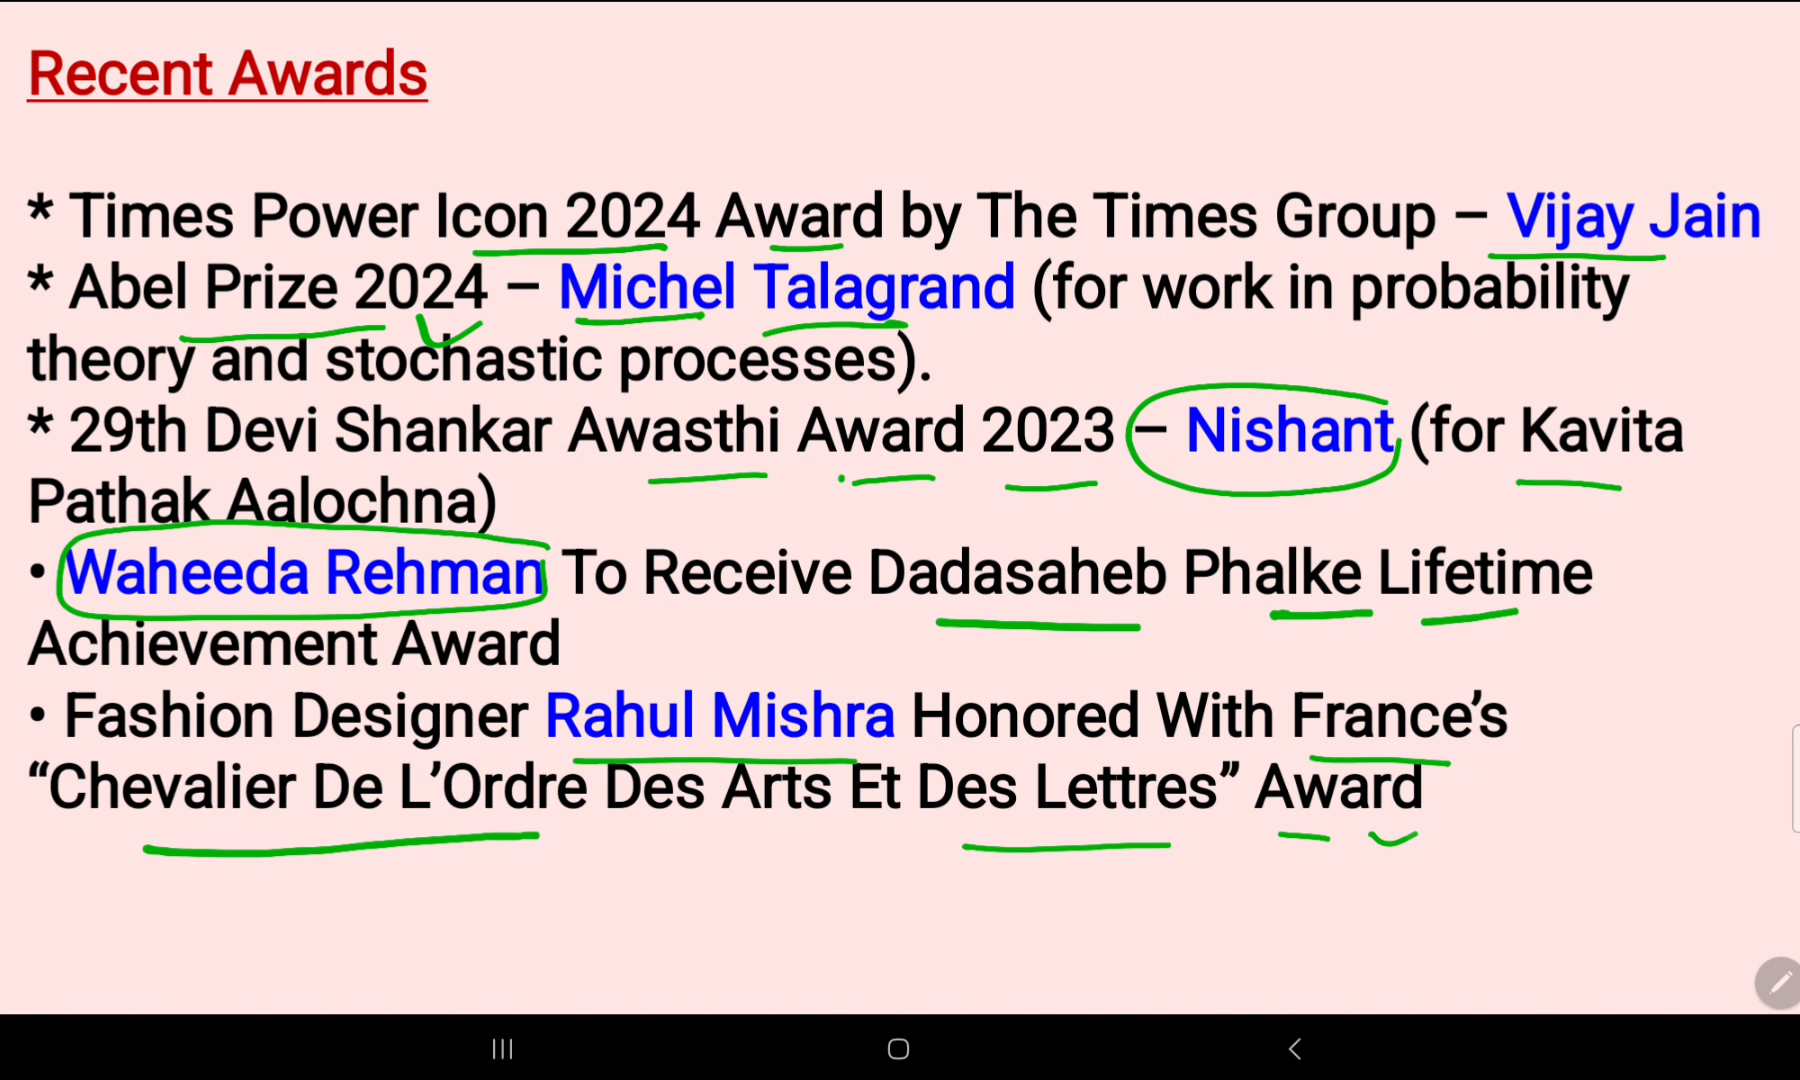 Recent Awards
* Times Power Icon 2024 Award by The Times Group – Vijay Jain
* Abel Prize 2024 – Michel Talagrand (for work in probability
theory and stochastic processes).
* 29th Devi Shankar Awasthi Award 2023 – Nishant (for Kavita
Pathak Aalochna)
• Waheeda Rehman To Receive Dadasaheb Phalke Lifetime
Achievement Award
• Fashion Designer Rahul Mishra Honored With France’s
“Chevalier De L’Ordre Des Arts Et Des Lettres” Award